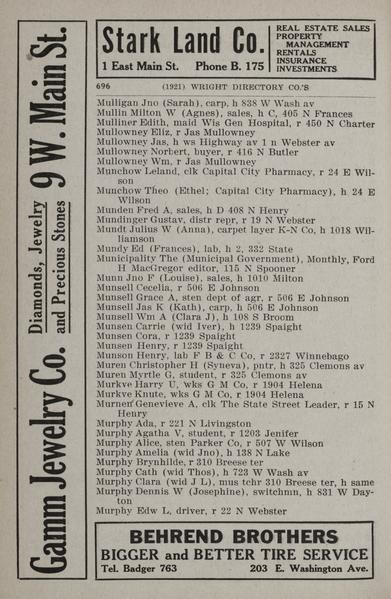 Stark Land Co.
1 East Main St. Phone B. 175
REAL ESTATE SALES
PROPERTY
MANAGEMENT
RENTALS
INSURANCE
INVESTMENTS
Gamm Jewelry Co. Diamonds, Jewelry
and Precious Stones 9 W. Main St.
696 (1921) WRIGHT DIRECTORY CO.'S
Mulligan Jno (Sarah), carp, h 838 W Wash av
Mullin Milton W (Agnes), sales, h C, 405 N Frances
Mulliner Edith, maid Wis Gen Hospital, r 450 N Charter
Mullowney Eliz, r Jas Mullowney
Mullowney Jas, h ws Highway av 1 n Webster av
Mullowney Norbert, buyer, r 416 N Butler
Mullowney Wm, r Jas Mullowney
Munchow Leland, clk Capital City Pharmacy, r 24 E Wil-
son
Munchow Theo (Ethel; Capital City Pharmacy), h 24 E
Wilson
Munden Fred A, sales, h D 408 N Henry
Mundinger Gustav, distr repr, r 19 N Webster
Mundt Julius W (Anna), carpet layer K-N Co, h 1018 Wil-
liamson
Mundy Ed (Frances), lab, h 2, 332 State
Municipality The (Municipal Government), Monthly, Ford
H MacGregor editor, 115 N Spooner
Munn Jno F (Louise), sales, h 1010 Milton
Munsell Cecelia, r 506 E Johnson
Munsell Grace A, sten dept of agr, r 506 E Johnson
Munsell Jas K (Kath), carp, h 506 E Johnson
Munsell Wm A (Clara J), h 108 S Broom
Munsen Carrie (wid Iver), h 1239 Spaight
Munsen Cora, r 1239 Spaight
Munsen Henry, r 1239 Spaight
Munson Henry, lab F B & C Co, r 2327 Winnebago
Muren Christopher H (Syneva), pntr, h 325 Clemons av
Muren Myrtle G, student, r 325 Clemons av
Murkve Harry U, wks G M Co, r 1904 Helena
Murkve Knute, wks G M Co, r 1904 Helena
Murner Genevieve A, clk The State Street Leader, r 15 N
Henry
Murphy Ada, r 221 N Livingston
Murphy Agatha V, student, r 1203 Jenifer
Murphy Alice, sten Parker Co, r 507 W Wilson
Murphy Amelia (wid Jno), h 138 N Lake
Murphy Brynhilde, r 310 Breese ter
Murphy Cath (wid Thos), h 723 W Wash av
Murphy Clara (wid J L), mus tchr 310 Breese ter, h same
Murphy Dennis W (Josephine), switchmn, h 831 W Day-
ton
Murphy Edw L, driver, r 22 N Webster
BEHREND BROTHERS
BIGGER and BETTER TIRE SERVICE
Tel. Badger 763 203 E. Washington Ave.